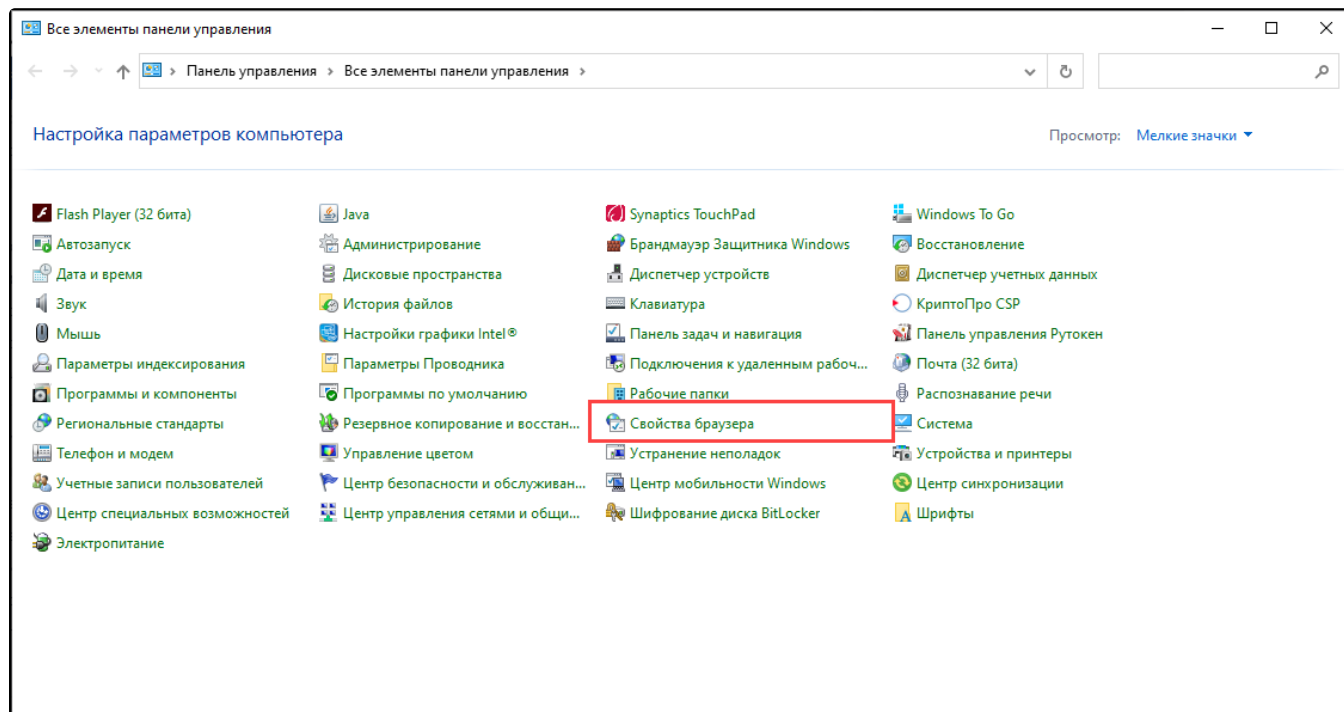 Все элементы панели управления
Панель управления › Все элементы панели управления ›
Настройка параметров компьютера
Просмотр: Мелкие значки
Flash Player (32 бита) Java Synaptics TouchPad Windows To Go
Автозапуск Администрирование Брандмауэр Защитника Windows Восстановление
Дата и время Дисковые пространства Диспетчер устройств Диспетчер учетных данных
Звук История файлов Клавиатура КриптоПро CSP
Мышь Настройки графики Intel® Панель задач и навигация Панель управления Рутокен
Параметры индексирования Параметры Проводника Подключения к удаленным рабоч... Почта (32 бита)
Программы и компоненты Программы по умолчанию Рабочие папки Распознавание речи
Региональные стандарты Резервное копирование и восстан... Свойства браузера Система
Телефон и модем Управление цветом Устранение неполадок Устройства и принтеры
Учетные записи пользователей Центр безопасности и обслуживан... Центр мобильности Windows Центр синхронизации
Центр специальных возможностей Центр управления сетями и общи... Шифрование диска BitLocker Шрифты
Электропитание